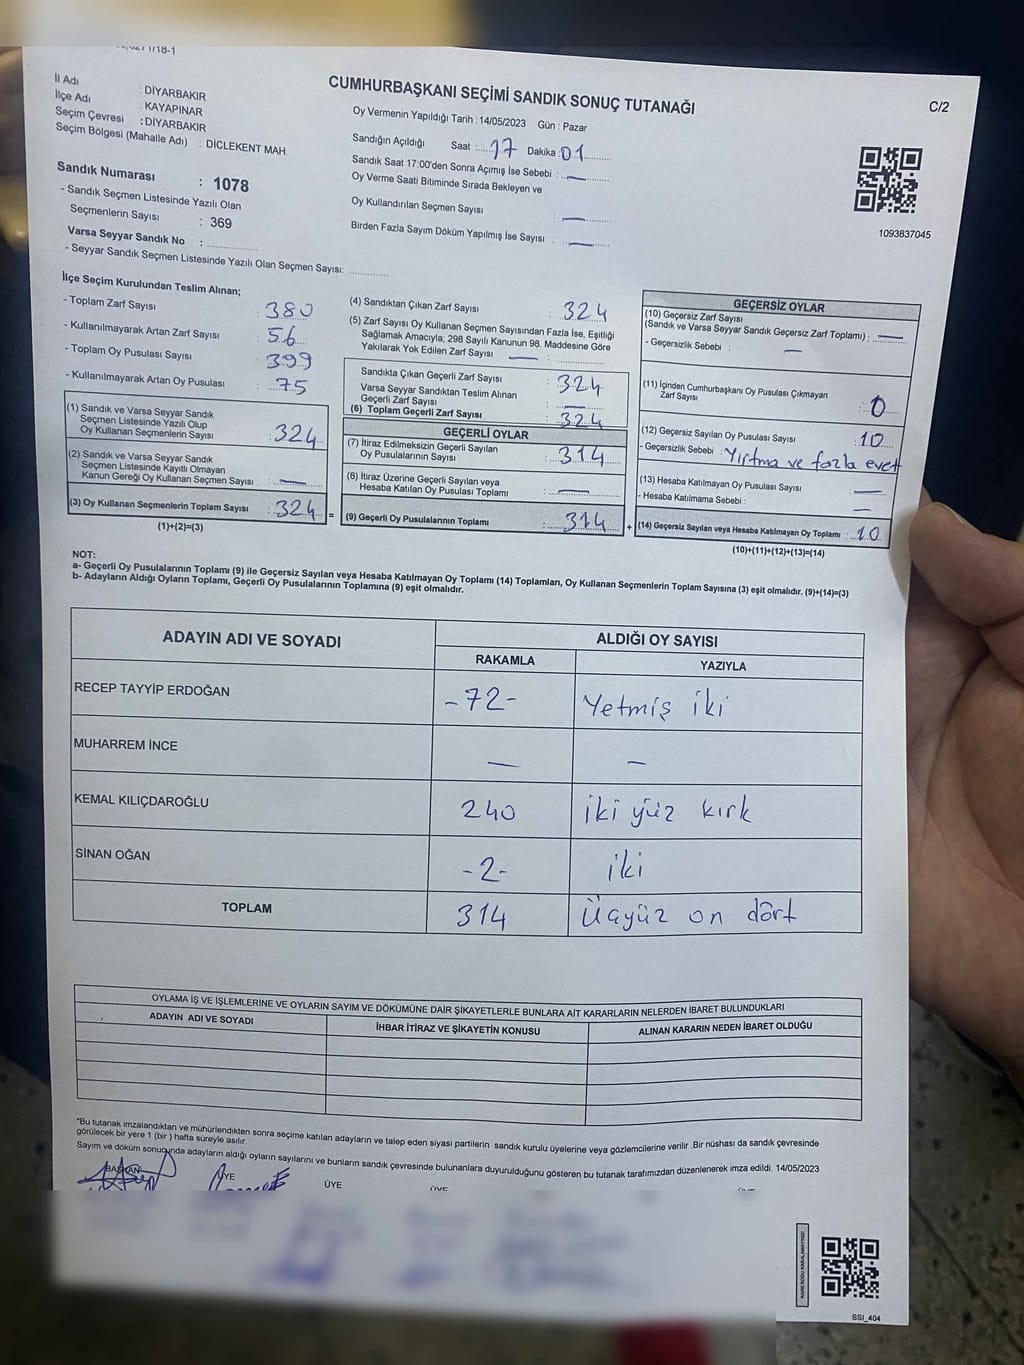 CUMHURBAŞKANI SEÇİMİ SANDIK SONUÇ TUTANAĞI
C/2
İl Adı : DİYARBAKIR
İlçe Adı : KAYAPINAR
Seçim Çevresi : DİYARBAKIR
Seçim Bölgesi (Mahalle Adı) : DİCLEKENT MAH.
Oy Vermenin Yapıldığı Tarih : 14/05/2023 Gün : Pazar
Sandığın Açıldığı Saat : 17 Dakika : 01
Sandık Saat 17:00'den Sonra Açımış İse Sebebi : —
Oy Verme Saati Bitiminde Sırada Bekleyen ve
Oy Kullandırılan Seçmen Sayısı : —
Birden Fazla Sayım Döküm Yapılmış İse Sayısı : —
1093837045
Sandık Numarası : 1078
- Sandık Seçmen Listesinde Yazılı Olan
Seçmenlerin Sayısı : 369
Varsa Seyyar Sandık No :
- Seyyar Sandık Seçmen Listesinde Yazılı Olan Seçmen Sayısı:
İlçe Seçim Kurulundan Teslim Alınan;
- Toplam Zarf Sayısı : 380
- Kullanılmayarak Artan Zarf Sayısı : 56
- Toplam Oy Pusulası Sayısı : 399
- Kullanılmayarak Artan Oy Pusulası : 75
(1) Sandık ve Varsa Seyyar Sandık
Seçmen Listesinde Yazılı Olup
Oy Kullanan Seçmenlerin Sayısı : 324
(2) Sandık ve Varsa Seyyar Sandık
Seçmen Listesinde Kayıtlı Olmayan
Kanun Gereği Oy Kullanan Seçmen Sayısı : —
(3) Oy Kullanan Seçmenlerin Toplam Sayısı : 324 =
(1)+(2)=(3)
(4) Sandıktan Çıkan Zarf Sayısı : 324
(5) Zarf Sayısı Oy Kullanan Seçmen Sayısından Fazla İse, Eşitliği
Sağlamak Amacıyla; 298 Sayılı Kanunun 98. Maddesine Göre
Yakılarak Yok Edilen Zarf Sayısı — :
Sandıkta Çıkan Geçerli Zarf Sayısı : 324
Varsa Seyyar Sandıktan Teslim Alınan
Geçerli Zarf Sayısı : —
(6) Toplam Geçerli Zarf Sayısı : 324
GEÇERLİ OYLAR
(7) İtiraz Edilmeksizin Geçerli Sayılan
Oy Pusulalarının Sayısı : 314
(8) İtiraz Üzerine Geçerli Sayılan veya
Hesaba Katılan Oy Pusulası Toplamı : —
(9) Geçerli Oy Pusulalarının Toplamı : 314 +
GEÇERSİZ OYLAR
(10) Geçersiz Zarf Sayısı
(Sandık ve Varsa Seyyar Sandık Geçersiz Zarf Toplamı) : —
- Geçersizlik Sebebi : —
(11) İçinden Cumhurbaşkanı Oy Pusulası Çıkmayan
Zarf Sayısı : 0
(12) Geçersiz Sayılan Oy Pusulası Sayısı : 10
- Geçersizlik Sebebi : Yırtma ve fazla evet
(13) Hesaba Katılmayan Oy Pusulası Sayısı : —
- Hesaba Katılmama Sebebi : —
(14) Geçersiz Sayılan veya Hesaba Katılmayan Oy Toplamı : 10
(10)+(11)+(12)+(13)=(14)
NOT:
a- Geçerli Oy Pusulalarının Toplamı (9) ile Geçersiz Sayılan veya Hesaba Katılmayan Oy Toplamı (14) Toplamları, Oy Kullanan Seçmenlerin Toplam Sayısına (3) eşit olmalıdır. (9)+(14)=(3)
b- Adayların Aldığı Oyların Toplamı, Geçerli Oy Pusulalarının Toplamına (9) eşit olmalıdır.
ADAYIN ADI VE SOYADI ALDIĞI OY SAYISI
RAKAMLA YAZIYLA
RECEP TAYYİP ERDOĞAN -72- Yetmiş iki
MUHARREM İNCE — —
KEMAL KILIÇDAROĞLU 240 iki yüz kırk
SİNAN OĞAN -2- iki
TOPLAM 314 Üçyüz on dört
OYLAMA İŞ VE İŞLEMLERİNE VE OYLARIN SAYIM VE DÖKÜMÜNE DAİR ŞİKAYETLERLE BUNLARA AİT KARARLARIN NELERDEN İBARET BULUNDUKLARI
ADAYIN ADI VE SOYADI İHBAR İTİRAZ VE ŞİKAYETİN KONUSU ALINAN KARARIN NEDEN İBARET OLDUĞU
*Bu tutanak imzalandıktan ve mühürlendikten sonra seçime katılan adayların ve talep eden siyasi partilerin sandık kurulu üyelerine veya gözlemcilerine verilir .Bir nüshası da sandık çevresinde
görülecek bir yere 1 (bir ) hafta süreyle asılır.
Sayım ve döküm sonucunda adayların aldığı oyların sayılarını ve bunların sandık çevresinde bulunanlara duyurulduğunu gösteren bu tutanak tarafımızdan düzenlenerek imza edildi. 14/05/2023
BAŞKAN ÜYE ÜYE ÜYE
SSI_404